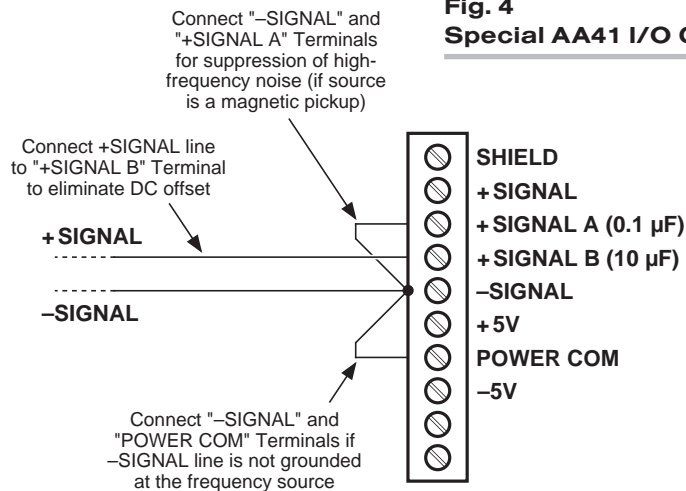 Fig. 4
Special AA41 I/O
Connect "–SIGNAL" and
"+SIGNAL A" Terminals
for suppression of high-
frequency noise (if source
is a magnetic pickup)
Connect +SIGNAL line
to "+SIGNAL B" Terminal
to eliminate DC offset
+SIGNAL
–SIGNAL
Connect "–SIGNAL" and
"POWER COM" Terminals if
–SIGNAL line is not grounded
at the frequency source
SHIELD
+SIGNAL
+SIGNAL A (0.1 µF)
+SIGNAL B (10 µF)
–SIGNAL
+5V
POWER COM
–5V